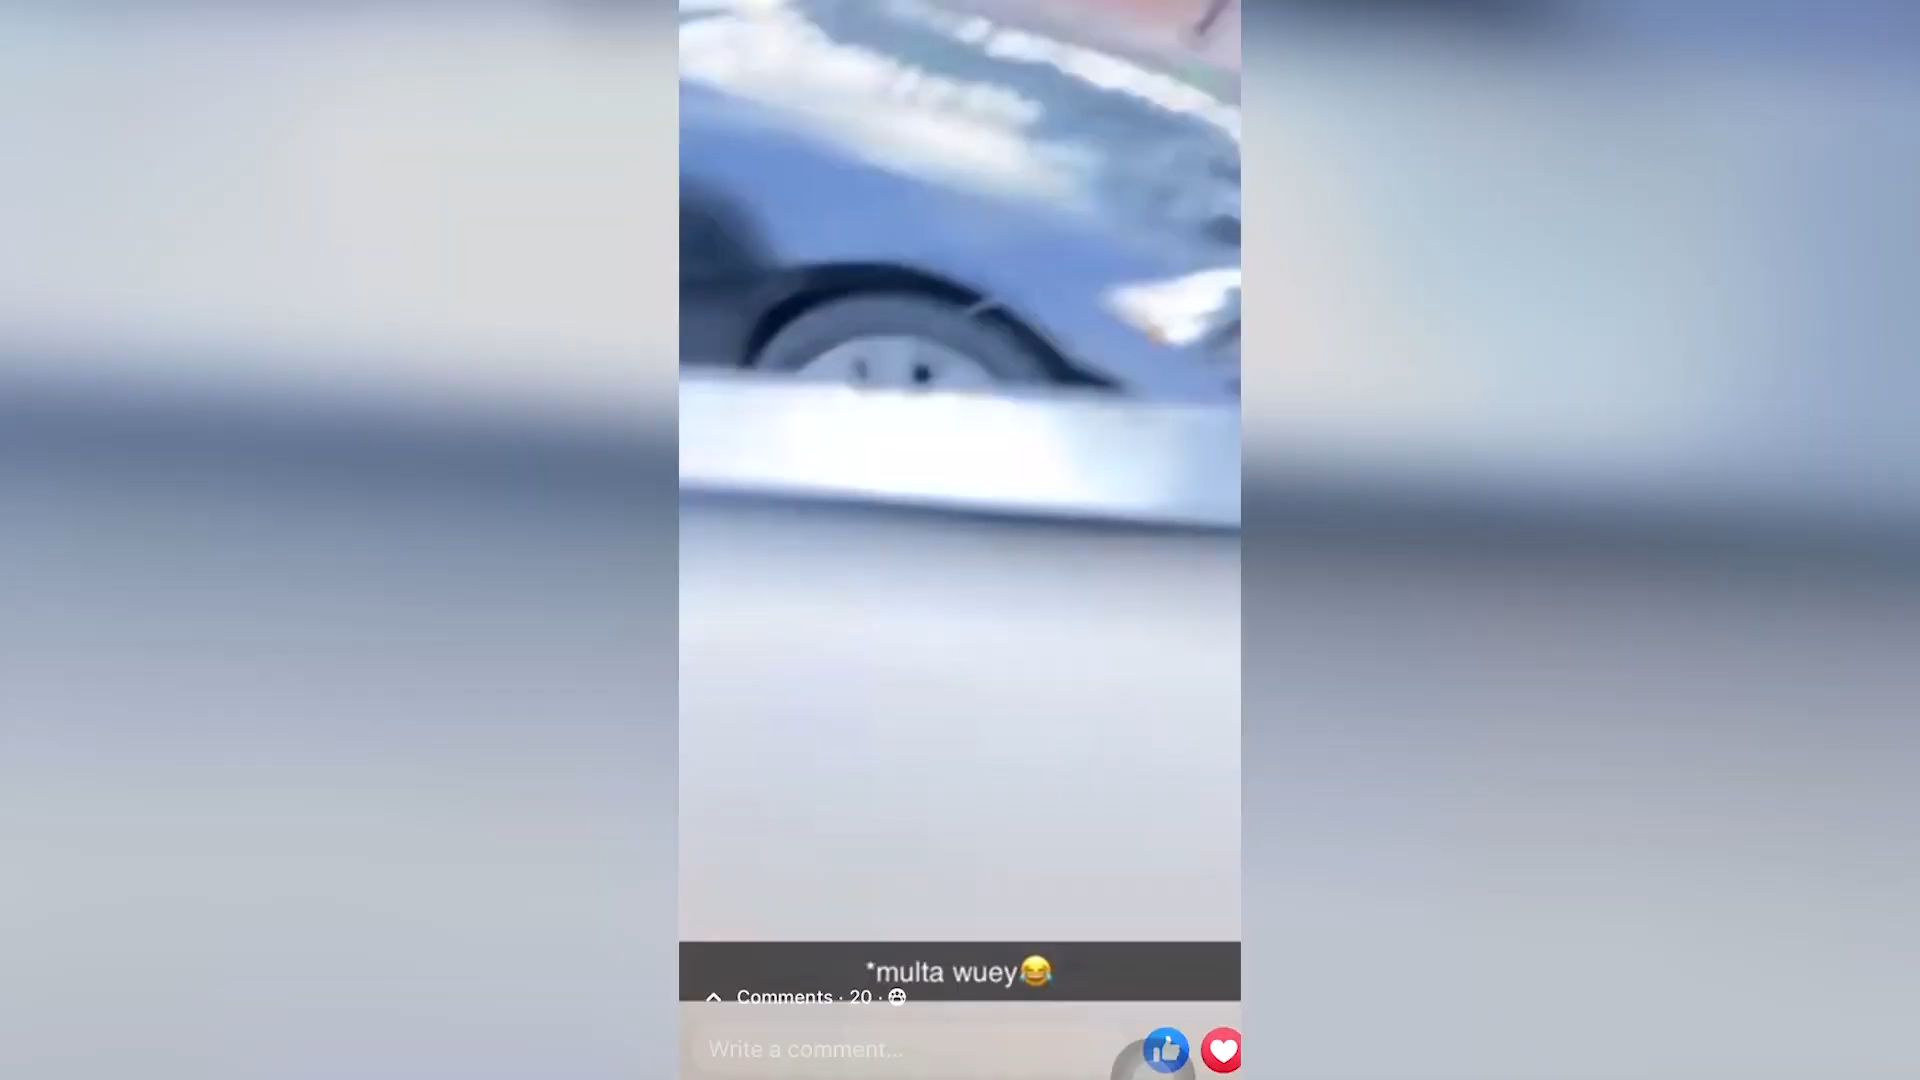 *multa wuey😂
Comments · 20 ·
Write a comment...